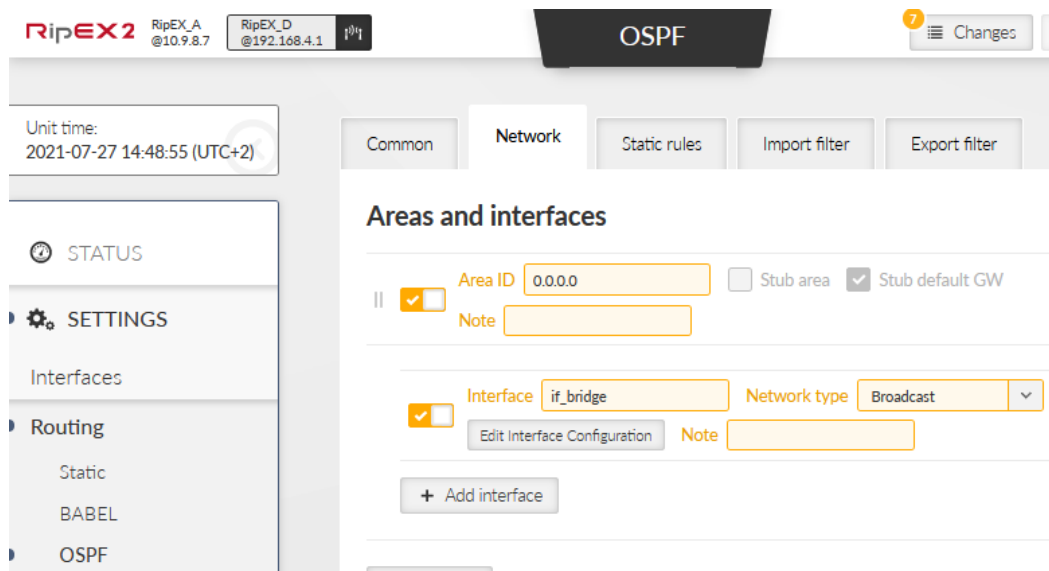 RipEX2 RipEX_A RipEX_D OSPF 7 Changes
@10.9.8.7 @192.168.4.1
Unit time:
2021-07-27 14:48:55 (UTC+2)
Common Network Static rules Import filter Export filter
Areas and interfaces
STATUS
Area ID 0.0.0.0 Stub area Stub default GW
Note
SETTINGS
Interfaces
Interface if_bridge Network type Broadcast
Edit Interface Configuration Note
Routing
Static
+ Add interface
BABEL
OSPF